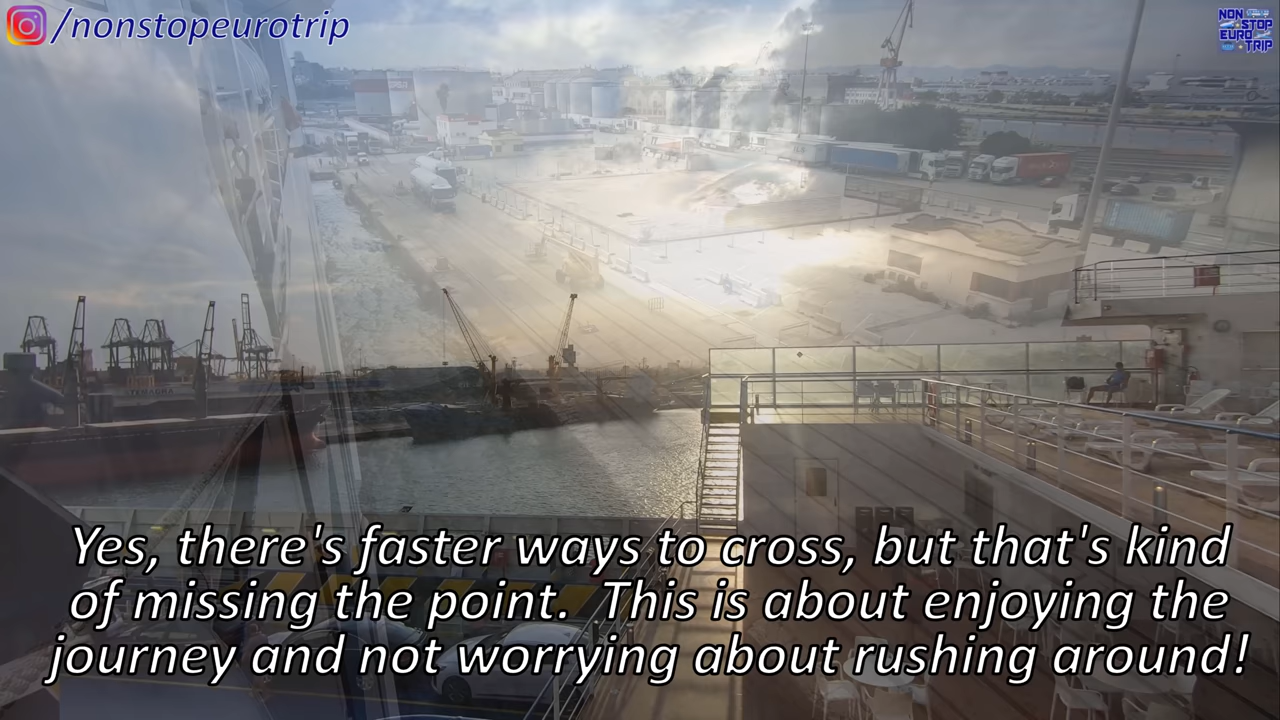 /nonstopeurotrip
NON
STOP
EURO
TRIP
Yes, there's faster ways to cross, but that's kind
of missing the point.  This is about enjoying the
journey and not worrying about rushing around!